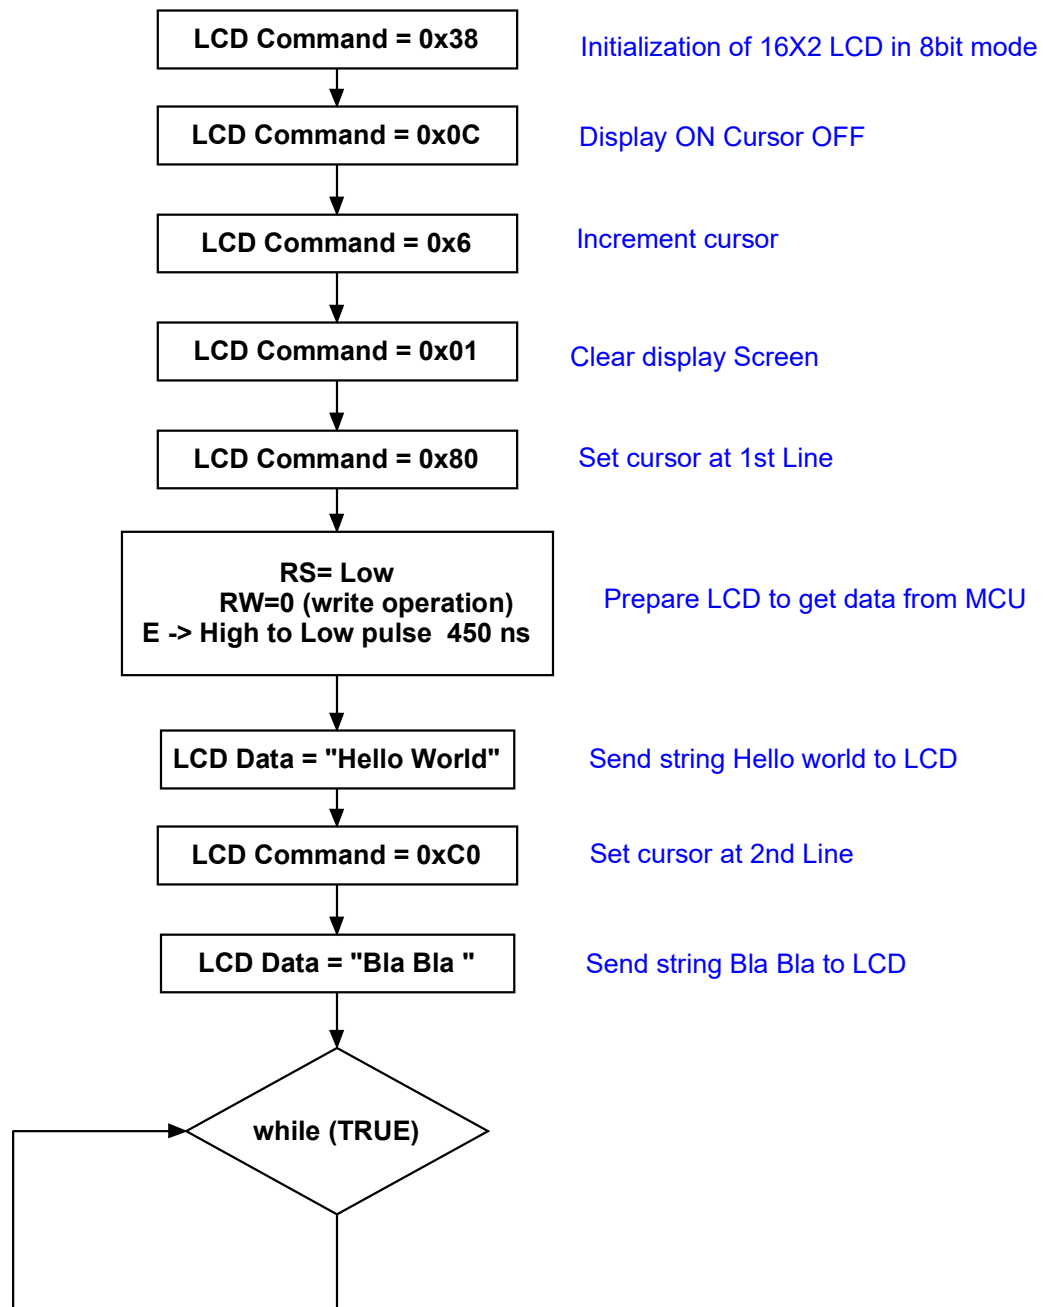 LCD Command = 0x38
Initialization of 16X2 LCD in 8bit mode
LCD Command = 0x0C
Display ON Cursor OFF
LCD Command = 0x6
Increment cursor
LCD Command = 0x01
Clear display Screen
LCD Command = 0x80
Set cursor at 1st Line
RS= Low
RW=0 (write operation)
E -> High to Low pulse 450 ns
Prepare LCD to get data from MCU
LCD Data = "Hello World"
Send string Hello world to LCD
LCD Command = 0xC0
Set cursor at 2nd Line
LCD Data = "Bla Bla "
Send string Bla Bla to LCD
while (TRUE)